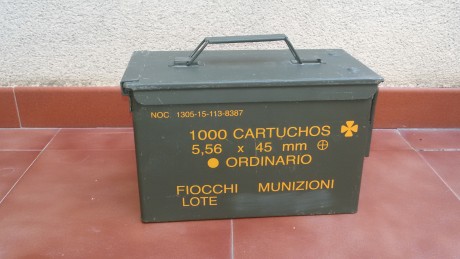 NOC. 1305-15-113-8387
1000 CARTUCHOS
5,56 x 45 mm
ORDINARIO
FIOCCHI MUNIZIONI
LOTE